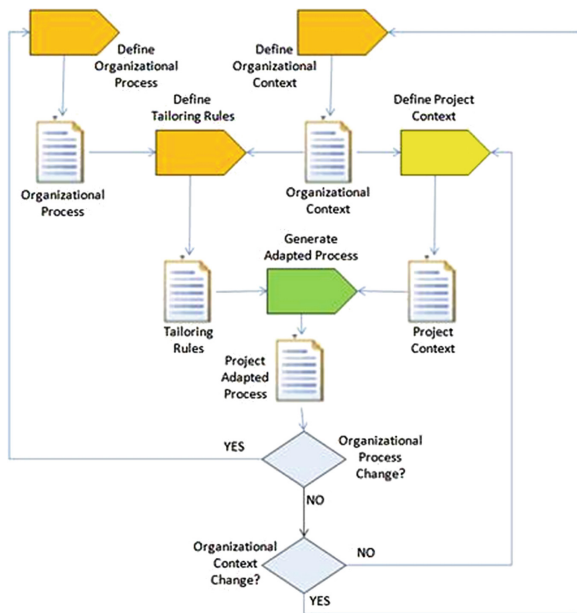 Define
Organizational
Process
Define
Organizational
Context
Define
Tailoring Rules
Define Project
Context
Organizational
Process
Organizational
Context
Generate
Adapted Process
Tailoring
Rules
Project
Context
Project
Adapted
Process
YES
Organizational
Process
Change?
NO
Organizational
Context
Change?
NO
YES